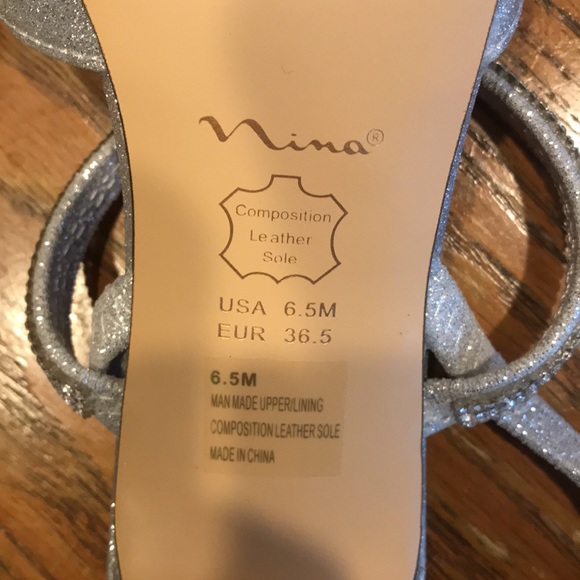 Nina®
Composition
Leather
Sole
USA 6.5M
EUR 36.5
6.5M
MAN MADE UPPER/LINING
COMPOSITION LEATHER SOLE
MADE IN CHINA